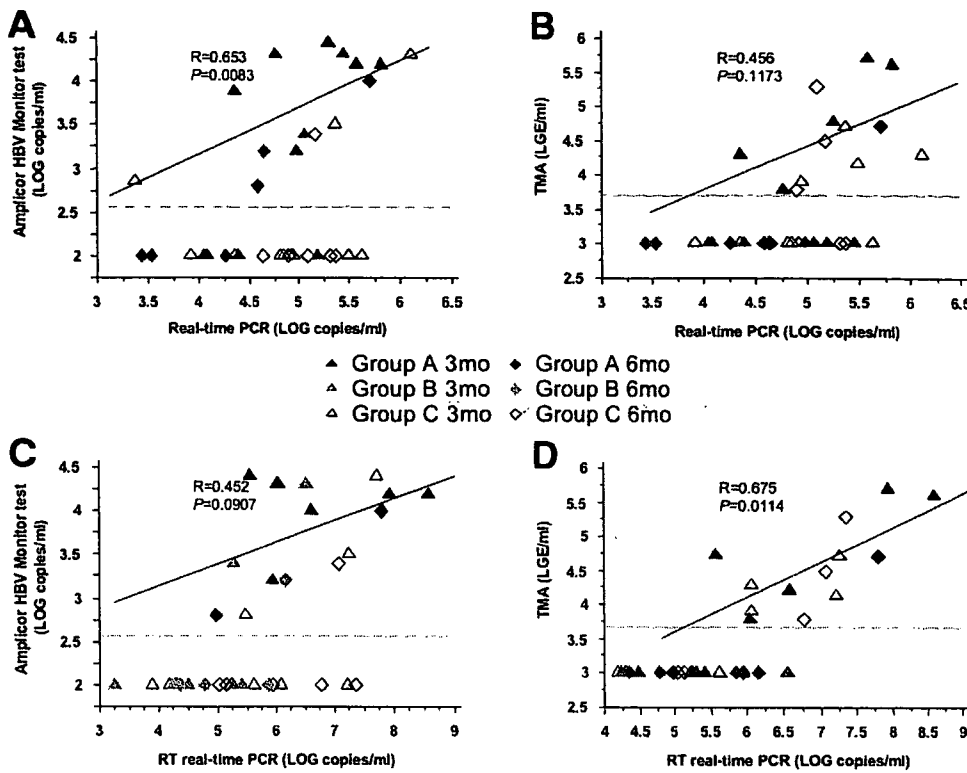 A
Amplicor HBV Monitor test
(LOG copies/ml)
4.5
4
3.5
3
2.5
2
R=0.653
P=0.0083
3 3.5 4 4.5 5 5.5 6 6.5
Real-time PCR (LOG copies/ml)
B
TMA (LGE/ml)
6
5.5
5
4.5
4
3.5
3
2.5
R=0.456
P=0.1173
3 3.5 4 4.5 5 5.5 6 6.5
Real-time PCR (LOG copies/ml)
Group A 3mo Group A 6mo
Group B 3mo Group B 6mo
Group C 3mo Group C 6mo
C
Amplicor HBV Monitor test
(LOG copies/ml)
4.5
4
3.5
3
2.5
2
R=0.452
P=0.0907
3 4 5 6 7 8 9
RT real-time PCR (LOG copies/ml)
D
TMA (LGE/ml)
6
5.5
5
4.5
4
3.5
3
2.5
R=0.675
P=0.0114
4 4.5 5 5.5 6 6.5 7 7.5 8 8.5 9
RT real-time PCR (LOG copies/ml)